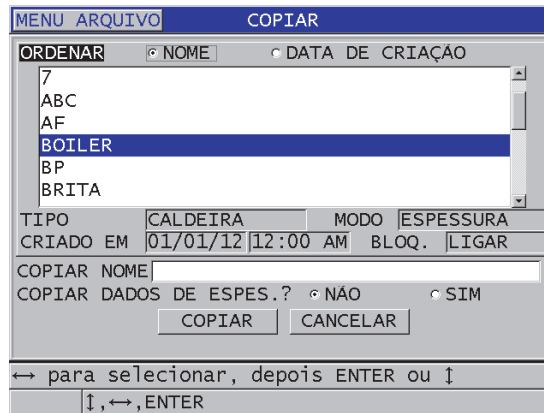 MENU ARQUIVO COPIAR
ORDENAR NOME DATA DE CRIAÇÃO
7
ABC
AF
BOILER
BP
BRITA
TIPO CALDEIRA MODO ESPESSURA
CRIADO EM 01/01/12 12:00 AM BLOQ. LIGAR
COPIAR NOME
COPIAR DADOS DE ESPES.? NÃO SIM
COPIAR CANCELAR
↔ para selecionar, depois ENTER ou ↕
↕,↔,ENTER